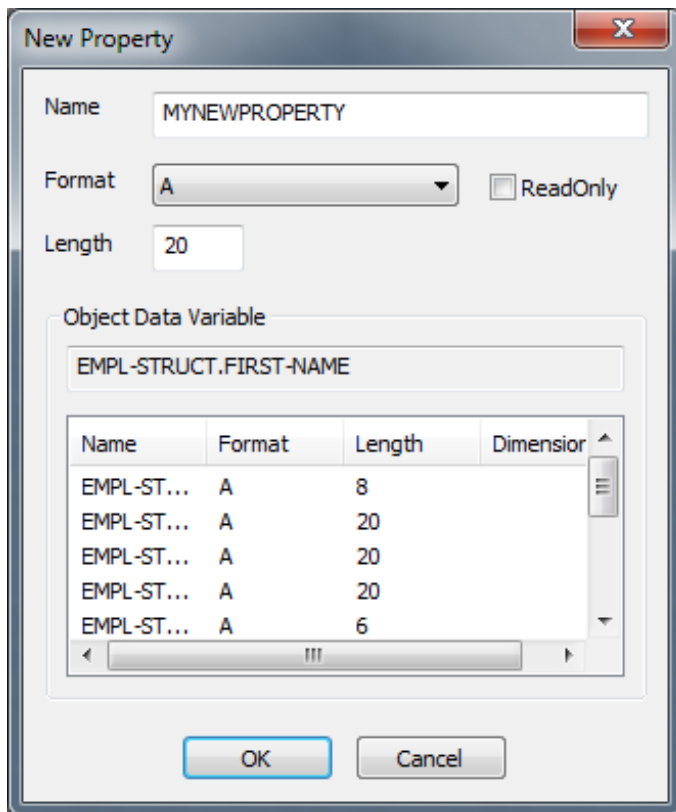 New Property
Name MYNEWPROPERTY
Format A ReadOnly
Length 20
Object Data Variable
EMPL-STRUCT.FIRST-NAME
Name Format Length Dimension
EMPL-ST... A 8
EMPL-ST... A 20
EMPL-ST... A 20
EMPL-ST... A 20
EMPL-ST... A 6
OK Cancel